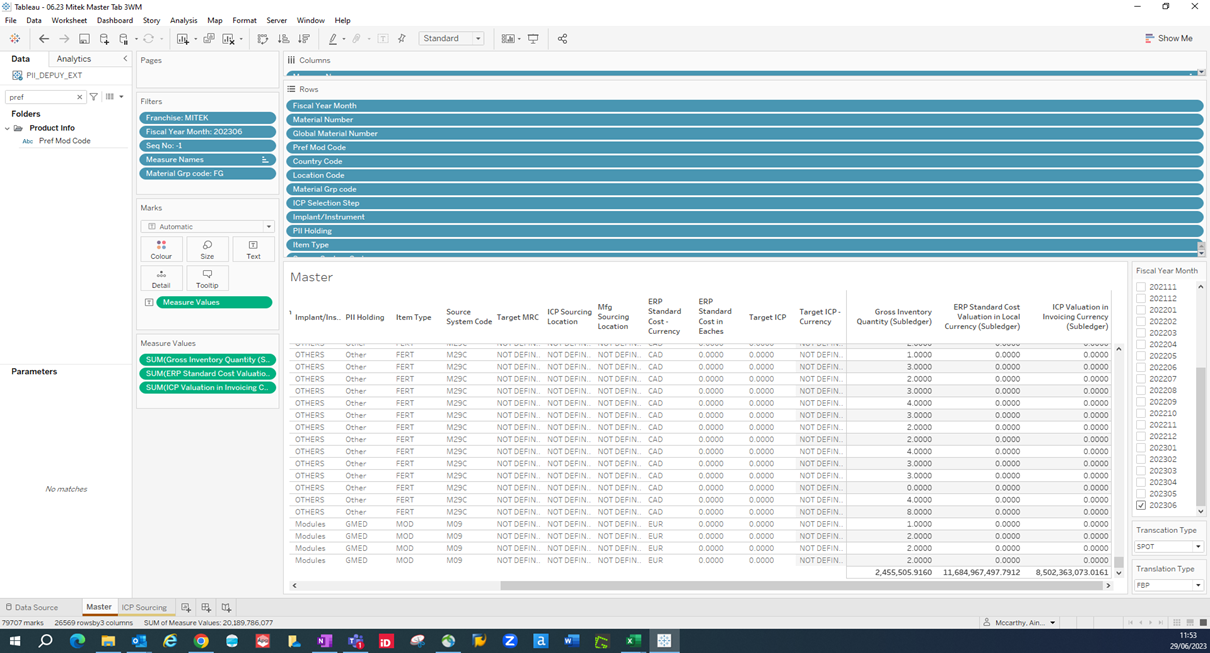 Tableau - 06.23 Mitek Master Tab 3WM
File Data Worksheet Dashboard Story Analysis Map Format Server Window Help
Standard Show Me
Data Analytics
PII_DEPUY_EXT
pref
Folders
Product Info
Abc Pref Mod Code
Parameters
No matches
Pages
Filters
Franchise: MITEK
Fiscal Year Month: 202306
Seq No: -1
Measure Names
Material Grp code: FG
Marks
Automatic
Colour Size Text
Detail Tooltip
Measure Values
Measure Values
SUM(Gross Inventory Quantity (S..
SUM(ERP Standard Cost Valuatio..
SUM(ICP Valuation in Invoicing C..
Columns
Rows
Fiscal Year Month
Material Number
Global Material Number
Pref Mod Code
Country Code
Location Code
Material Grp code
ICP Selection Step
Implant/Instrument
PII Holding
Item Type
Master
Implant/Ins.. PII Holding Item Type Source System Code Target MRC ICP Sourcing Location Mfg Sourcing Location ERP Standard Cost - Currency ERP Standard Cost in Eaches Target ICP Target ICP - Currency Gross Inventory Quantity (Subledger) ERP Standard Cost Valuation in Local Currency (Subledger) ICP Valuation in Invoicing Currency (Subledger)
OTHERS Other FERT M29C NOT DEFIN.. NOT DEFIN.. NOT DEFIN.. CAD 0.0000 0.0000 NOT DEFIN.. 2.0000 0.0000 0.0000
OTHERS Other FERT M29C NOT DEFIN.. NOT DEFIN.. NOT DEFIN.. CAD 0.0000 0.0000 NOT DEFIN.. 1.0000 0.0000 0.0000
OTHERS Other FERT M29C NOT DEFIN.. NOT DEFIN.. NOT DEFIN.. CAD 0.0000 0.0000 NOT DEFIN.. 3.0000 0.0000 0.0000
OTHERS Other FERT M29C NOT DEFIN.. NOT DEFIN.. NOT DEFIN.. CAD 0.0000 0.0000 NOT DEFIN.. 2.0000 0.0000 0.0000
OTHERS Other FERT M29C NOT DEFIN.. NOT DEFIN.. NOT DEFIN.. CAD 0.0000 0.0000 NOT DEFIN.. 3.0000 0.0000 0.0000
OTHERS Other FERT M29C NOT DEFIN.. NOT DEFIN.. NOT DEFIN.. CAD 0.0000 0.0000 NOT DEFIN.. 4.0000 0.0000 0.0000
OTHERS Other FERT M29C NOT DEFIN.. NOT DEFIN.. NOT DEFIN.. CAD 0.0000 0.0000 NOT DEFIN.. 3.0000 0.0000 0.0000
OTHERS Other FERT M29C NOT DEFIN.. NOT DEFIN.. NOT DEFIN.. CAD 0.0000 0.0000 NOT DEFIN.. 2.0000 0.0000 0.0000
OTHERS Other FERT M29C NOT DEFIN.. NOT DEFIN.. NOT DEFIN.. CAD 0.0000 0.0000 NOT DEFIN.. 2.0000 0.0000 0.0000
OTHERS Other FERT M29C NOT DEFIN.. NOT DEFIN.. NOT DEFIN.. CAD 0.0000 0.0000 NOT DEFIN.. 4.0000 0.0000 0.0000
OTHERS Other FERT M29C NOT DEFIN.. NOT DEFIN.. NOT DEFIN.. CAD 0.0000 0.0000 NOT DEFIN.. 3.0000 0.0000 0.0000
OTHERS Other FERT M29C NOT DEFIN.. NOT DEFIN.. NOT DEFIN.. CAD 0.0000 0.0000 NOT DEFIN.. 3.0000 0.0000 0.0000
OTHERS Other FERT M29C NOT DEFIN.. NOT DEFIN.. NOT DEFIN.. CAD 0.0000 0.0000 NOT DEFIN.. 0.0000 0.0000 0.0000
OTHERS Other FERT M29C NOT DEFIN.. NOT DEFIN.. NOT DEFIN.. CAD 0.0000 0.0000 NOT DEFIN.. 4.0000 0.0000 0.0000
OTHERS Other FERT M29C NOT DEFIN.. NOT DEFIN.. NOT DEFIN.. CAD 0.0000 0.0000 NOT DEFIN.. 8.0000 0.0000 0.0000
Modules GMED MOD M09 NOT DEFIN.. NOT DEFIN.. NOT DEFIN.. EUR 0.0000 0.0000 NOT DEFIN.. 1.0000 0.0000 0.0000
Modules GMED MOD M09 NOT DEFIN.. NOT DEFIN.. NOT DEFIN.. EUR 0.0000 0.0000 NOT DEFIN.. 2.0000 0.0000 0.0000
Modules GMED MOD M09 NOT DEFIN.. NOT DEFIN.. NOT DEFIN.. EUR 0.0000 0.0000 NOT DEFIN.. 2.0000 0.0000 0.0000
Modules GMED MOD M09 NOT DEFIN.. NOT DEFIN.. NOT DEFIN.. EUR 0.0000 0.0000 NOT DEFIN.. 2.0000 0.0000 0.0000
2,455,505.9160 11,684,967,497.7912 8,502,363,073.0161
Fiscal Year Month
202111
202112
202201
202202
202203
202204
202205
202206
202207
202208
202209
202210
202211
202212
202301
202302
202303
202304
202305
202306
Transcation Type
SPOT
Translation Type
FBP
Data Source Master ICP Sourcing
79707 marks 26569 rowsby3 columns SUM of Measure Values: 20,189,786,077 Mccarthy, Ain...
11:53
29/06/2023